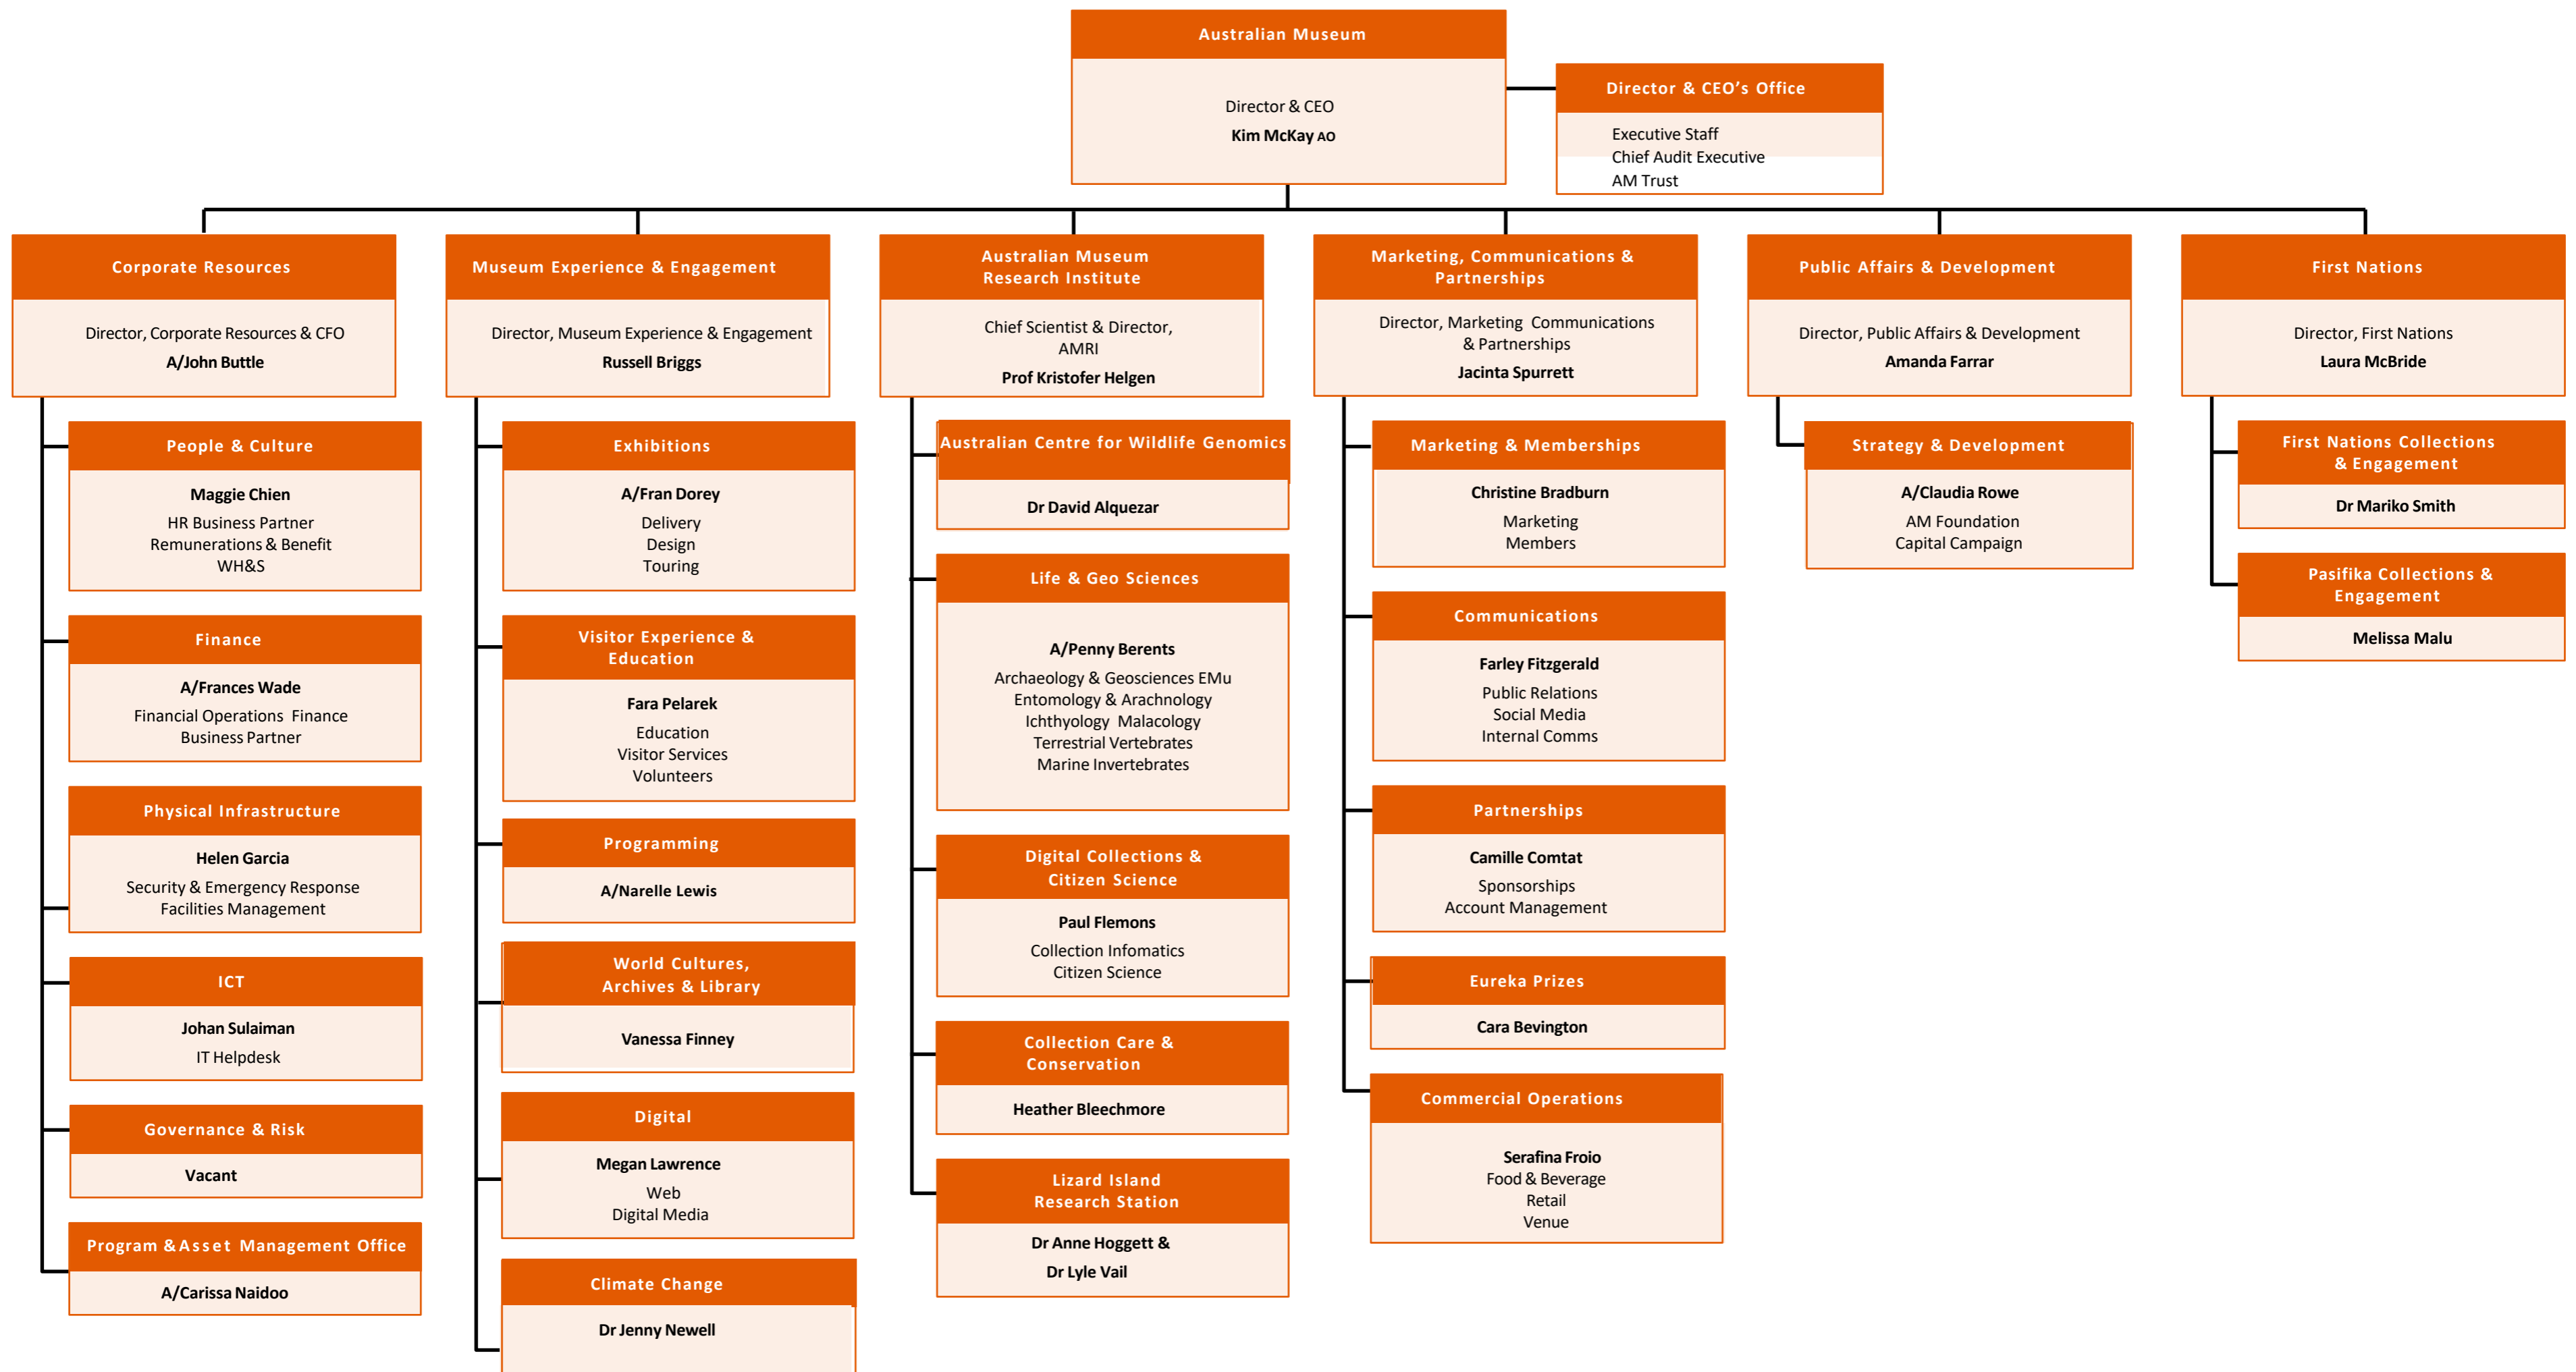 Australian Museum
Director & CEO
Kim McKay AO
Director & CEO's Office
Executive Staff
Chief Audit Executive
AM Trust
Corporate Resources
Director, Corporate Resources & CFO
A/John Buttle
People & Culture
Maggie Chien
HR Business Partner
Remunerations & Benefit
WH&S
Finance
A/Frances Wade
Financial Operations Finance
Business Partner
Physical Infrastructure
Helen Garcia
Security & Emergency Response
Facilities Management
ICT
Johan Sulaiman
IT Helpdesk
Governance & Risk
Vacant
Program & Asset Management Office
A/Carissa Naidoo
Museum Experience & Engagement
Director, Museum Experience & Engagement
Russell Briggs
Exhibitions
A/Fran Dorey
Delivery
Design
Touring
Visitor Experience &
Education
Fara Pelarek
Education
Visitor Services
Volunteers
Programming
A/Narelle Lewis
World Cultures,
Archives & Library
Vanessa Finney
Digital
Megan Lawrence
Web
Digital Media
Climate Change
Dr Jenny Newell
Australian Museum
Research Institute
Chief Scientist & Director,
AMRI
Prof Kristofer Helgen
Australian Centre for Wildlife Genomics
Dr David Alquezar
Life & Geo Sciences
A/Penny Berents
Archaeology & Geosciences EMu
Entomology & Arachnology
Ichthyology Malacology
Terrestrial Vertebrates
Marine Invertebrates
Digital Collections &
Citizen Science
Paul Flemons
Collection Infomatics
Citizen Science
Collection Care &
Conservation
Heather Bleechmore
Lizard Island
Research Station
Dr Anne Hoggett &
Dr Lyle Vail
Marketing, Communications &
Partnerships
Director, Marketing Communications
& Partnerships
Jacinta Spurrett
Marketing & Memberships
Christine Bradburn
Marketing
Members
Communications
Farley Fitzgerald
Public Relations
Social Media
Internal Comms
Partnerships
Camille Comtat
Sponsorships
Account Management
Eureka Prizes
Cara Bevington
Commercial Operations
Serafina Froio
Food & Beverage
Retail
Venue
Public Affairs & Development
Director, Public Affairs & Development
Amanda Farrar
Strategy & Development
A/Claudia Rowe
AM Foundation
Capital Campaign
First Nations
Director, First Nations
Laura McBride
First Nations Collections
& Engagement
Dr Mariko Smith
Pasifika Collections &
Engagement
Melissa Malu